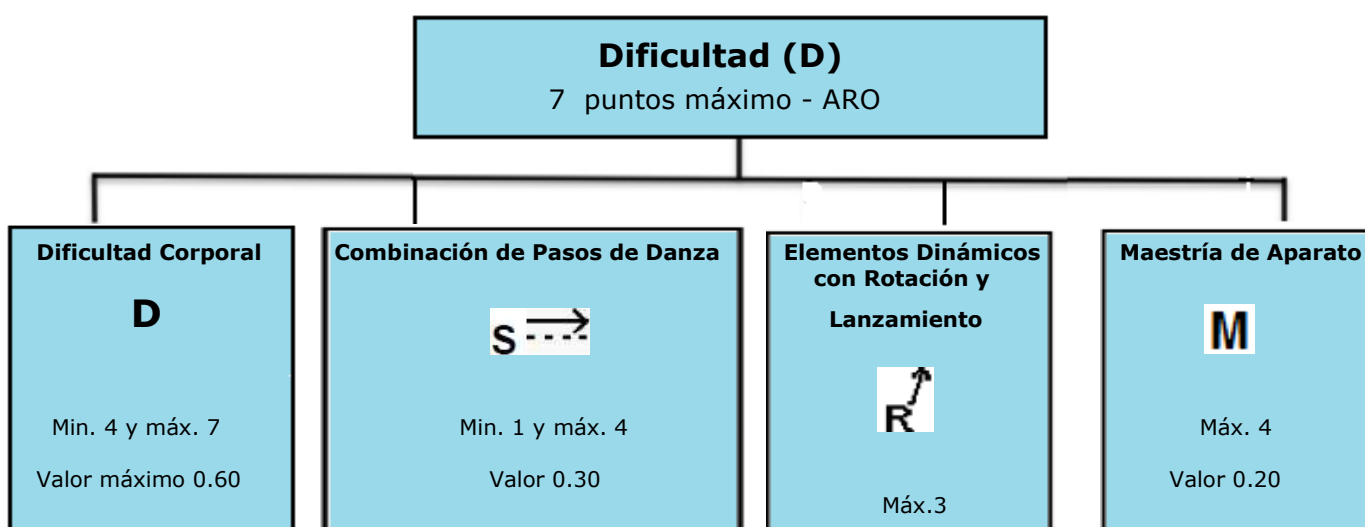 Dificultad (D)
7 puntos máximo - ARO
Dificultad Corporal
D
Min. 4 y máx. 7
Valor máximo 0.60
Combinación de Pasos de Danza
S
Min. 1 y máx. 4
Valor 0.30
Elementos Dinámicos
con Rotación y
Lanzamiento
R
Máx.3
Maestría de Aparato
M
Máx. 4
Valor 0.20